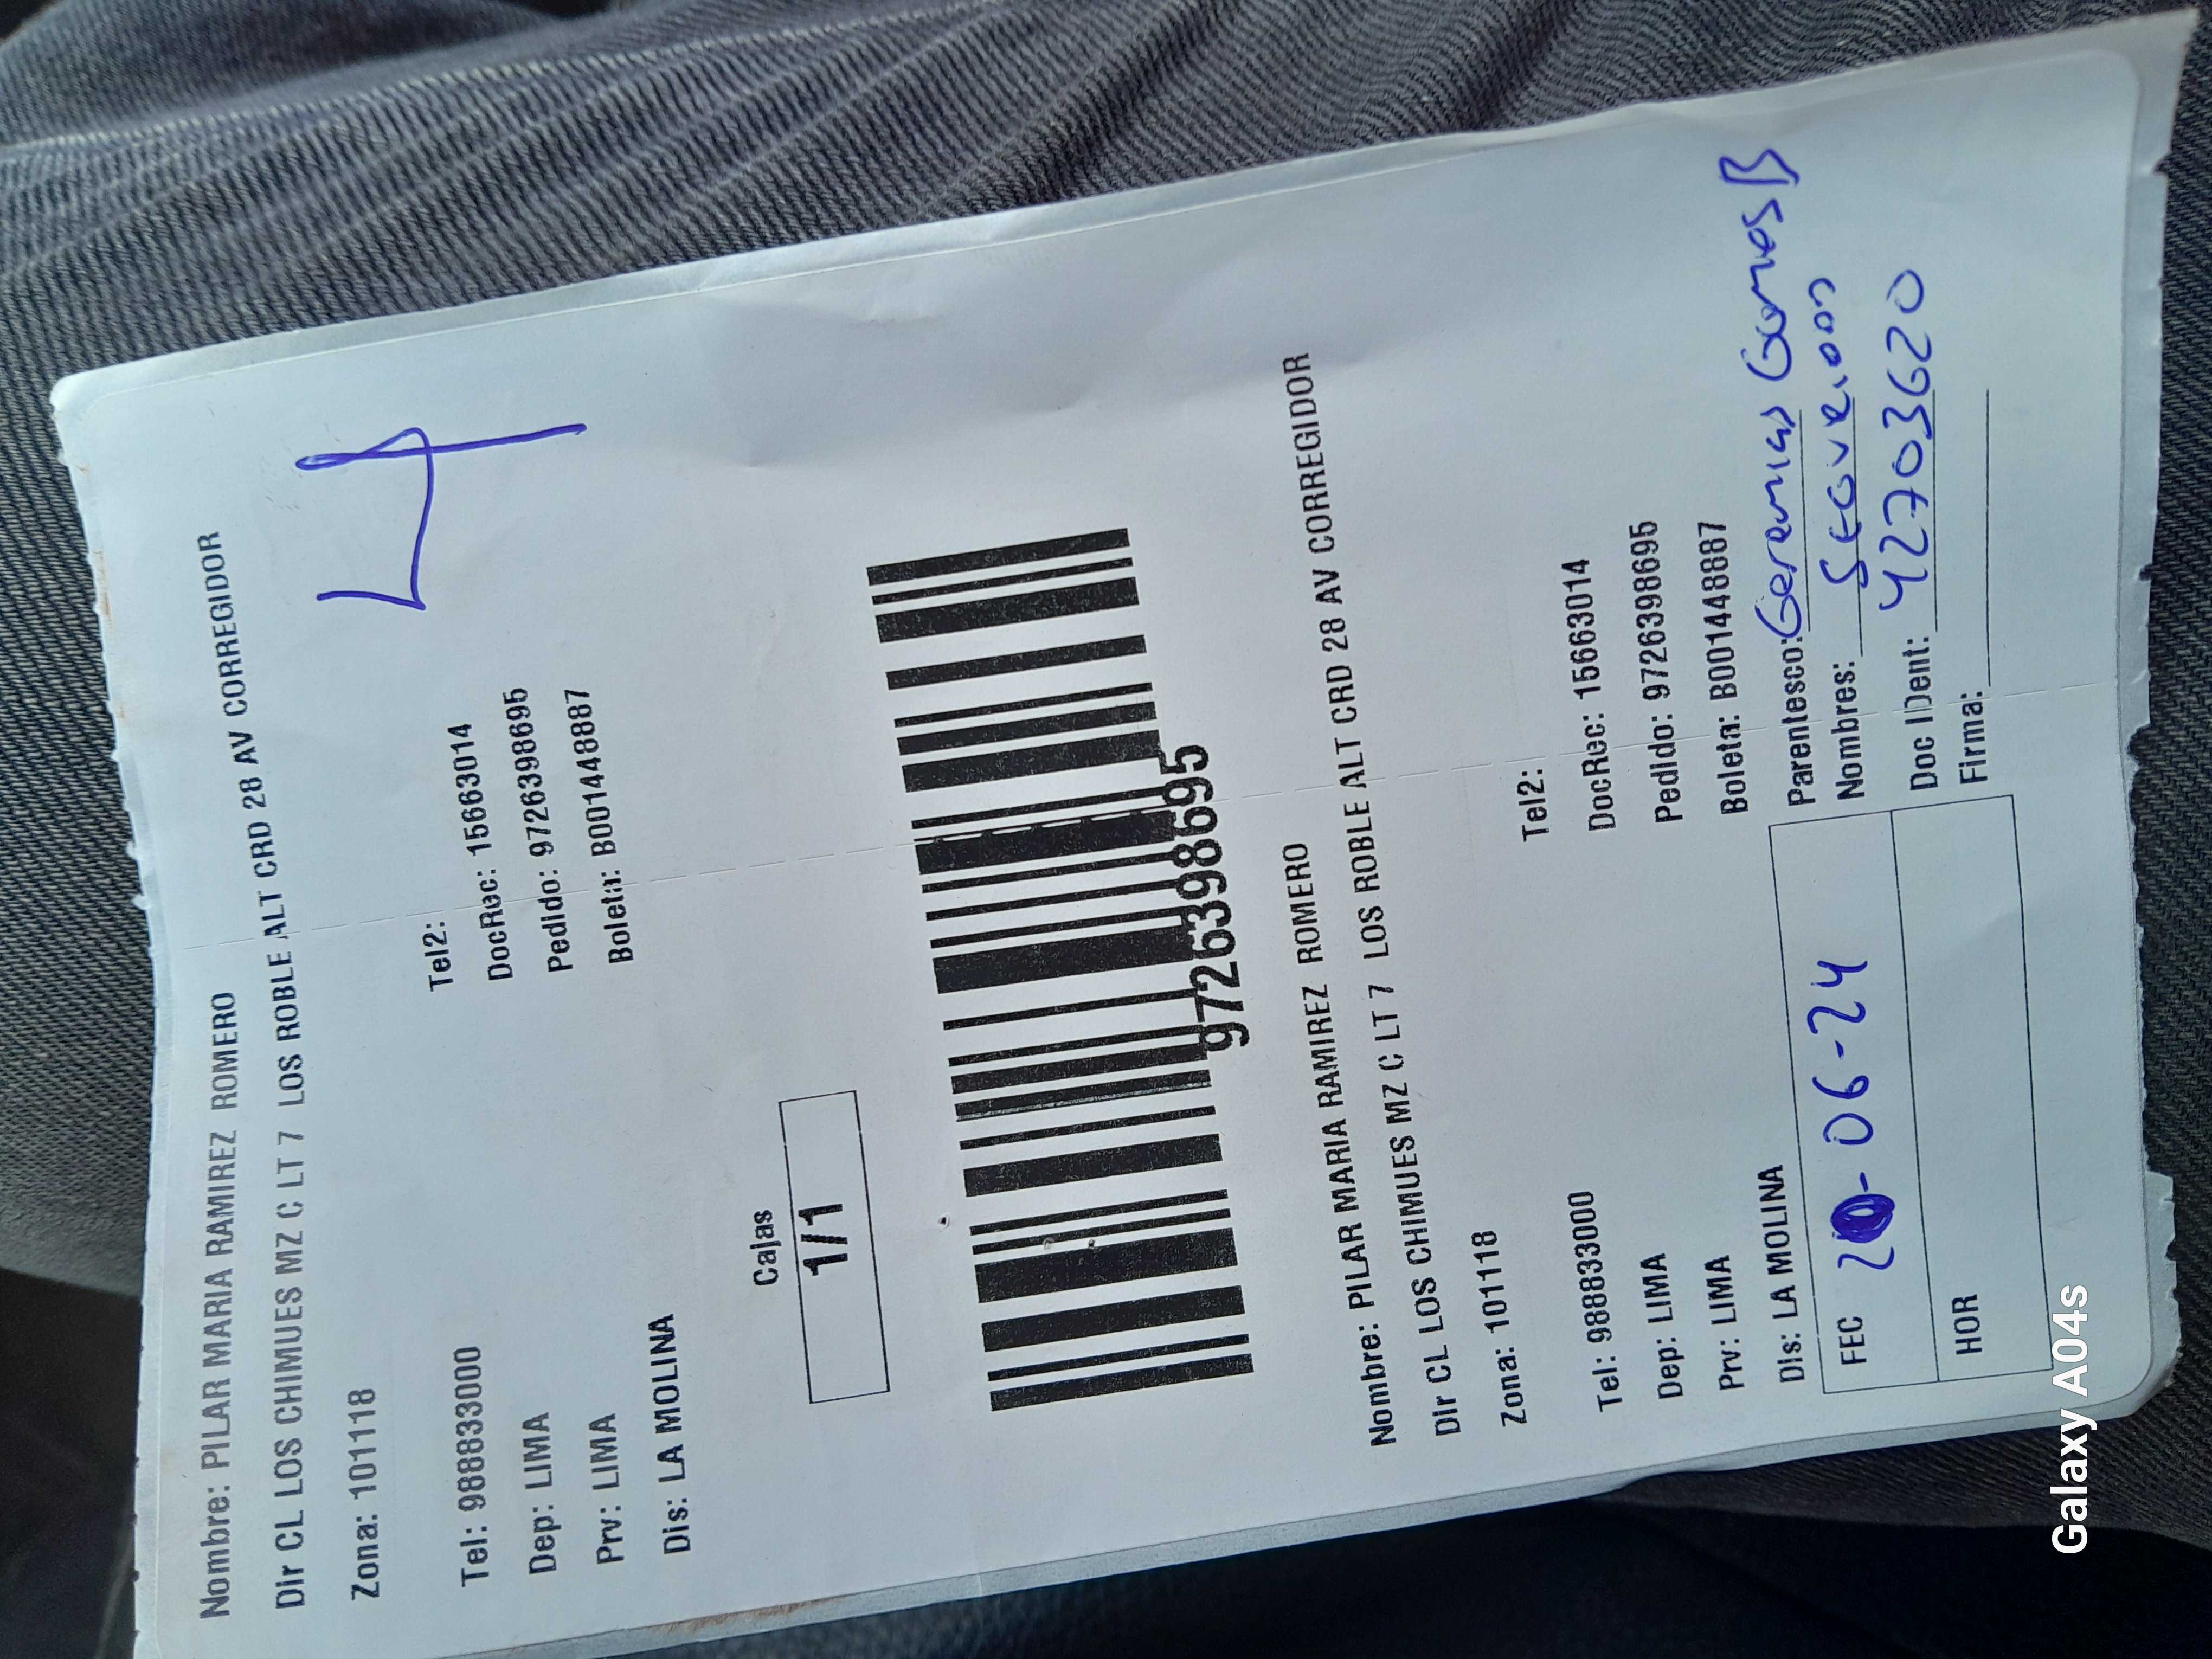 Nombre: PILAR MARIA RAMIREZ ROMERO
Dir CL LOS CHIMUES MZ C LT 7 LOS ROBLE ALT CRD 28 AV CORREGIDOR
Zona: 101118
4
Tel: 988833000 Tel2:
Dep: LIMA DocRec: 15663014
Prv: LIMA Pedido: 9726398695
Dis: LA MOLINA Boleta: B001448887
Cajas
1/1
9726398695
Nombre: PILAR MARIA RAMIREZ ROMERO
Dir CL LOS CHIMUES MZ C LT 7 LOS ROBLE ALT CRD 28 AV CORREGIDOR
Zona: 101118
Tel: 988833000 Tel2:
Dep: LIMA DocRec: 15663014
Prv: LIMA Pedido: 9726398695
Dis: LA MOLINA Boleta: B001448887
FEC 20-06-24
HOR
Parentesco: Geremias Gomes B
Nombres:
Doc IDent: 42703620
Firma:
Galaxy A04s